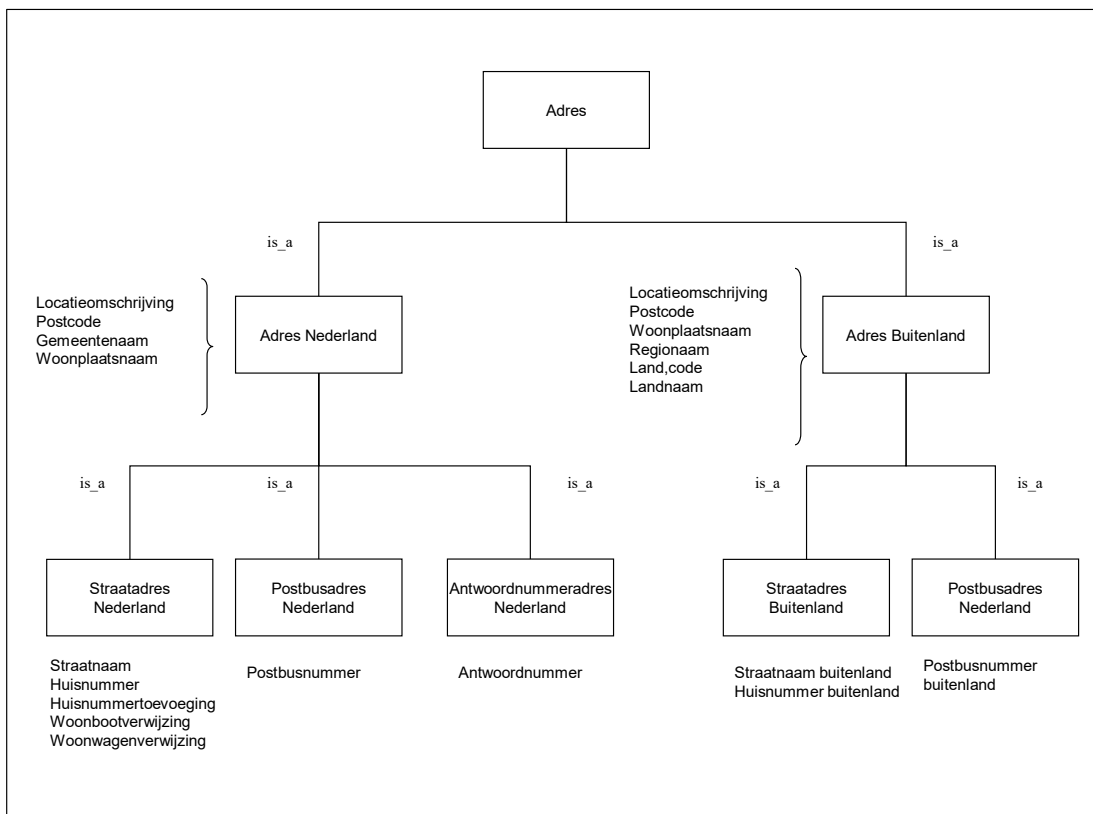 Adres
is_a
is_a
Locatieomschrijving
Postcode
Gemeentenaam
Woonplaatsnaam
Adres Nederland
Locatieomschrijving
Postcode
Woonplaatsnaam
Regionaam
Land,code
Landnaam
Adres Buitenland
is_a
is_a
is_a
is_a
is_a
Straatadres
Nederland
Postbusadres
Nederland
Antwoordnummeradres
Nederland
Straatadres
Buitenland
Postbusadres
Nederland
Straatnaam
Huisnummer
Huisnummertoevoeging
Woonbootverwijzing
Woonwagenverwijzing
Postbusnummer
Antwoordnummer
Straatnaam buitenland
Huisnummer buitenland
Postbusnummer
buitenland